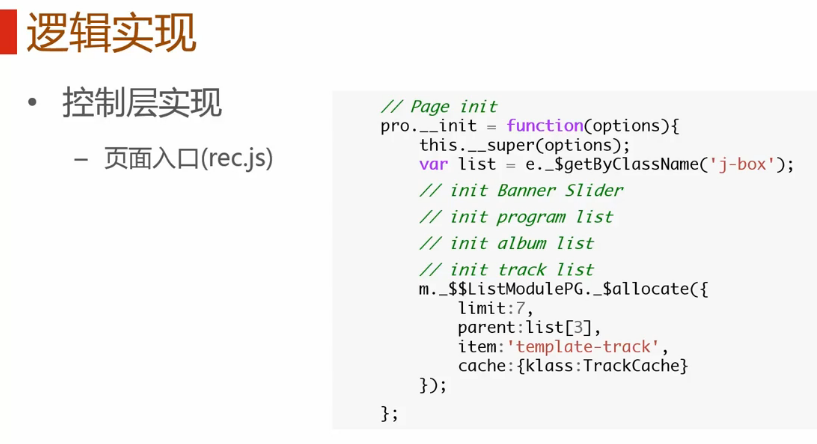 逻辑实现
• 控制层实现
– 页面入口(rec.js)
// Page init
pro.__init = function(options){
this.__super(options);
var list = e._$getByClassName('j-box');
// init Banner Slider
// init program list
// init album list
// init track list
m._$$ListModulePG._$allocate({
limit:7,
parent:list[3],
item:'template-track',
cache:{klass:TrackCache}
});
};